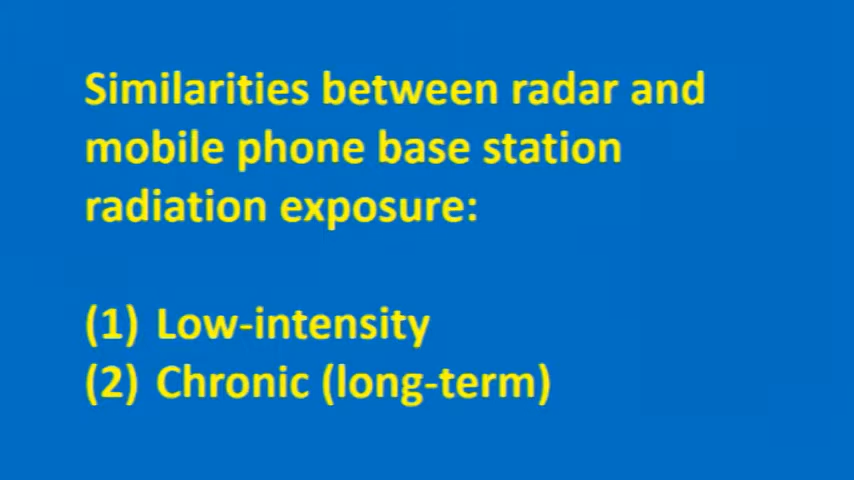 Similarities between radar and
mobile phone base station
radiation exposure:
(1) Low-intensity
(2) Chronic (long-term)